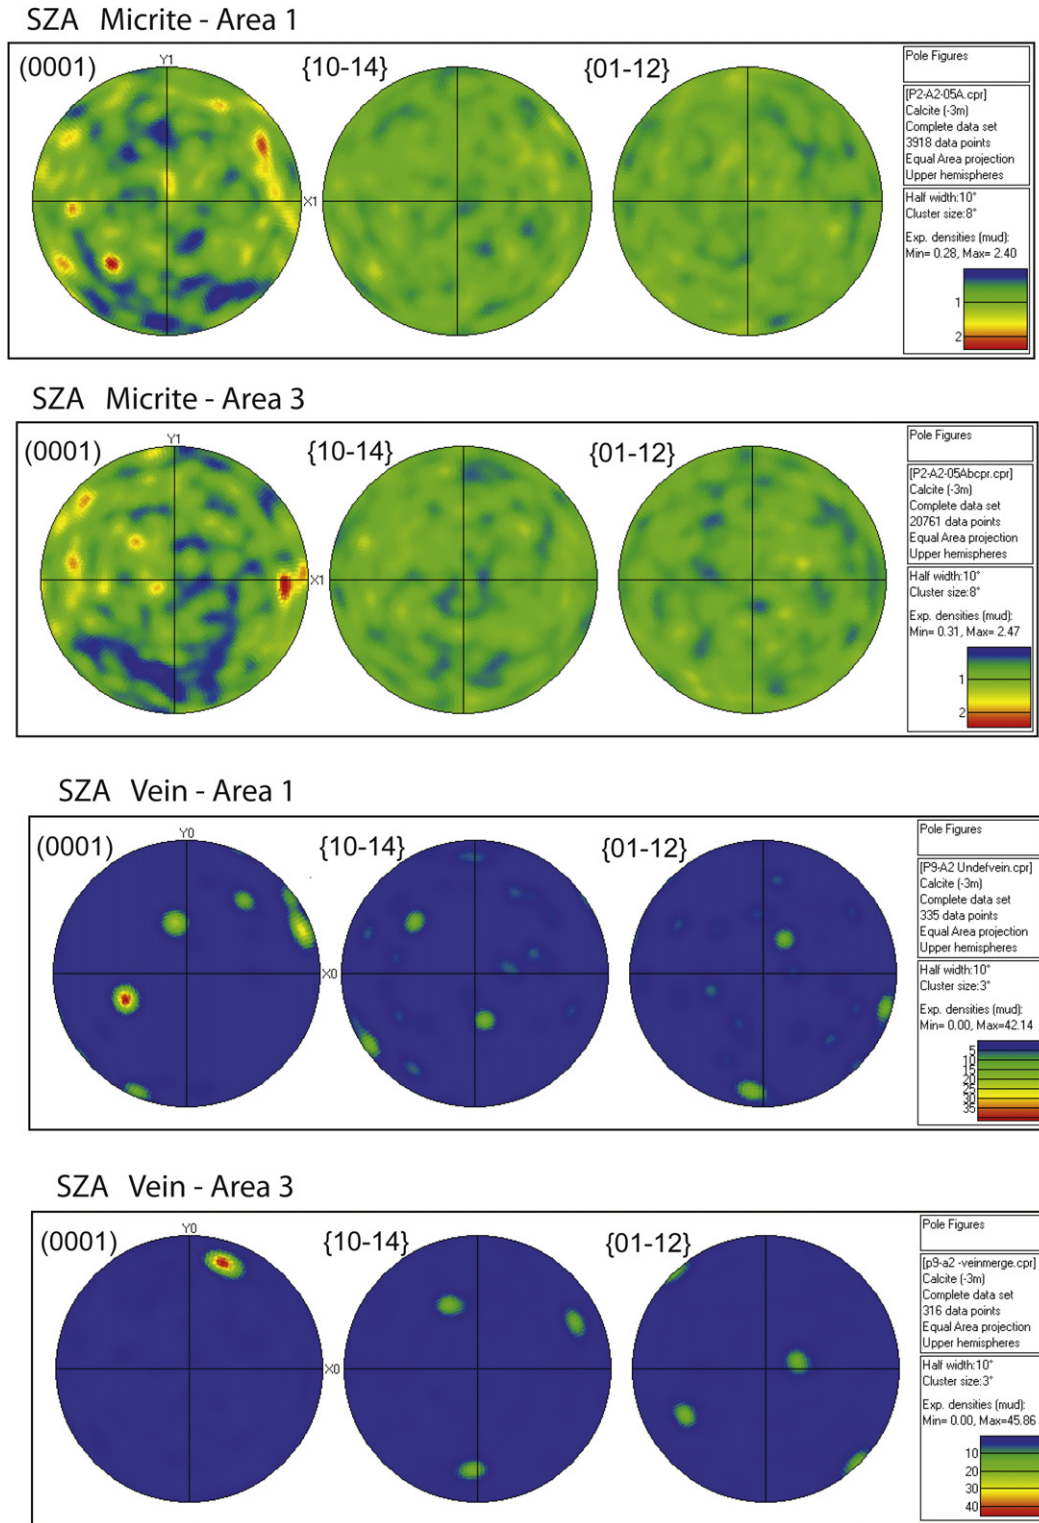 SZA Micrite - Area 1
(0001)
Y1
{10-14}
{01-12}
X1
Pole Figures
[P2-A2-05A.cpr]
Calcite (-3m)
Complete data set
3918 data points
Equal Area projection
Upper hemispheres
Half width:10°
Cluster size:8°
Exp. densities (mud):
Min= 0.28, Max= 2.40
1
2
SZA Micrite - Area 3
(0001)
Y1
{10-14}
{01-12}
X1
Pole Figures
[P2-A2-05Abcpr.cpr]
Calcite (-3m)
Complete data set
20761 data points
Equal Area projection
Upper hemispheres
Half width:10°
Cluster size:8°
Exp. densities (mud):
Min= 0.31, Max= 2.47
1
2
SZA Vein - Area 1
(0001)
Y0
{10-14}
{01-12}
X0
Pole Figures
[P9-A2 Undefvein.cpr]
Calcite (-3m)
Complete data set
335 data points
Equal Area projection
Upper hemispheres
Half width:10°
Cluster size:3°
Exp. densities (mud):
Min= 0.00, Max=42.14
5
10
15
20
25
30
35
SZA Vein - Area 3
(0001)
Y0
{10-14}
{01-12}
X0
Pole Figures
[p9-a2 -veinmerge.cpr]
Calcite (-3m)
Complete data set
316 data points
Equal Area projection
Upper hemispheres
Half width:10°
Cluster size:3°
Exp. densities (mud):
Min= 0.00, Max=45.86
10
20
30
40